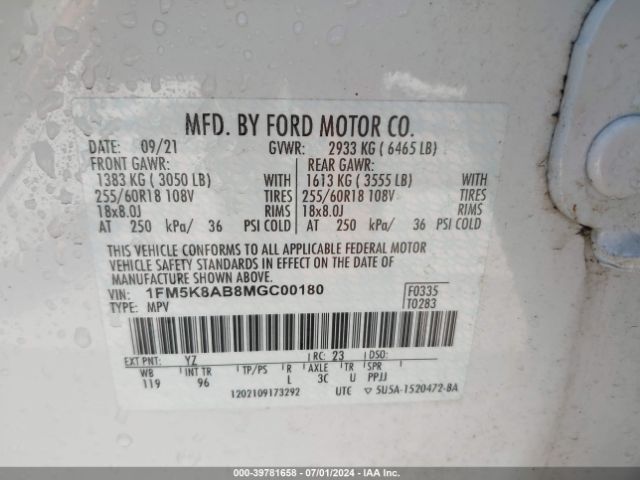 MFD. BY FORD MOTOR CO.
DATE: 09/21 GVWR: 2933 KG ( 6465 LB)
FRONT GAWR: REAR GAWR:
1383 KG ( 3050 LB) WITH 1613 KG ( 3555 LB) WITH
255/60R18 108V TIRES 255/60R18 108V TIRES
18x8.0J RIMS 18x8.0J RIMS
AT 250 kPa/ 36 PSI COLD AT 250 kPa/ 36 PSI COLD
THIS VEHICLE CONFORMS TO ALL APPLICABLE FEDERAL MOTOR
VEHICLE SAFETY STANDARDS IN EFFECT ON THE DATE OF
MANUFACTURE SHOWN ABOVE.
VIN: 1FM5K8AB8MGC00180 F0335
TYPE: MPV T0283
EXT PNT: YZ RC: 23 DSO:
WB INT TR TP/PS R AXLE TR SPR
119 96 L 3C U PPJJ
1202109173292 UTC ▽ 5U5A-1520472-BA
000-39781658 / 07/01/2024 - IAA Inc.